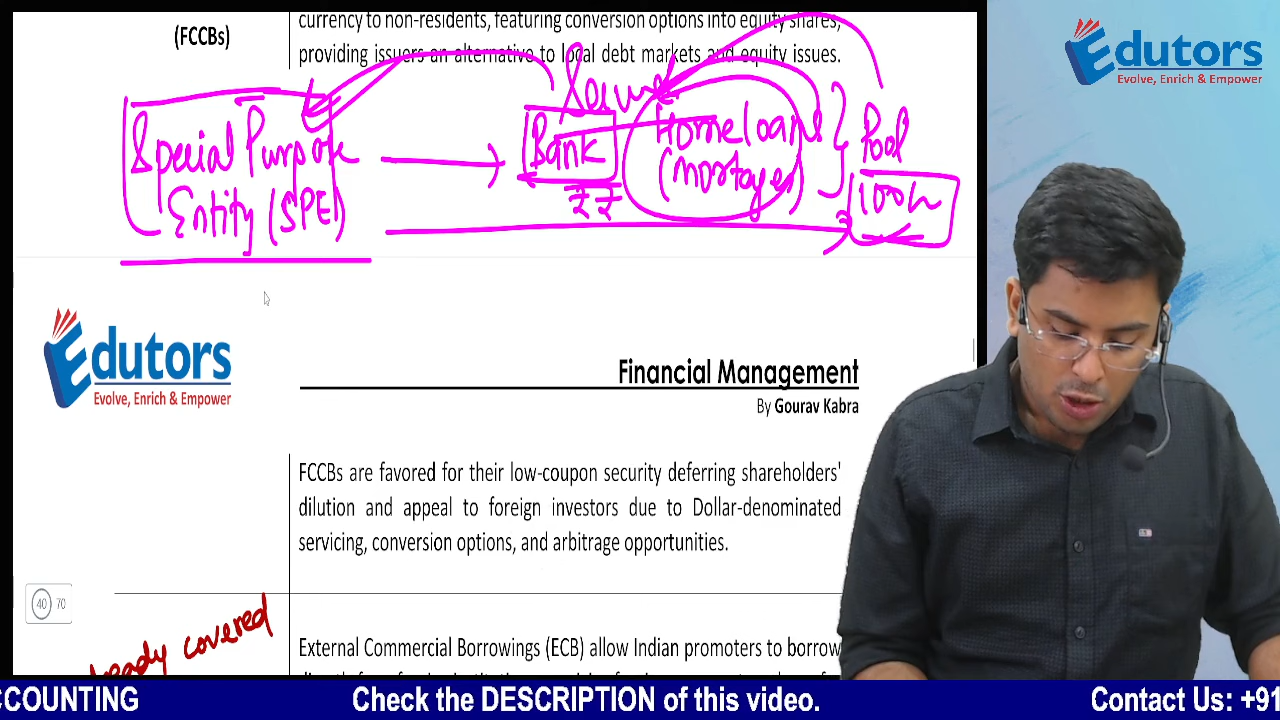 currency to non-residents, featuring conversion options into equity shares,
(FCCBs)
providing issuers an alternative to local debt markets and equity issues.
Edutors
Evolve, Enrich & Empower
Special Purpose
Entity (SPE)
Bank
₹₹
Home loans
(mortages)
Pool
Edutors
Evolve, Enrich & Empower
Financial Management
By Gourav Kabra
FCCBs are favored for their low-coupon security deferring shareholders'
dilution and appeal to foreign investors due to Dollar-denominated
servicing, conversion options, and arbitrage opportunities.
40 70
covered
External Commercial Borrowings (ECB) allow Indian promoters to borrow
CCOUNTING Check the DESCRIPTION of this video. Contact Us: +91